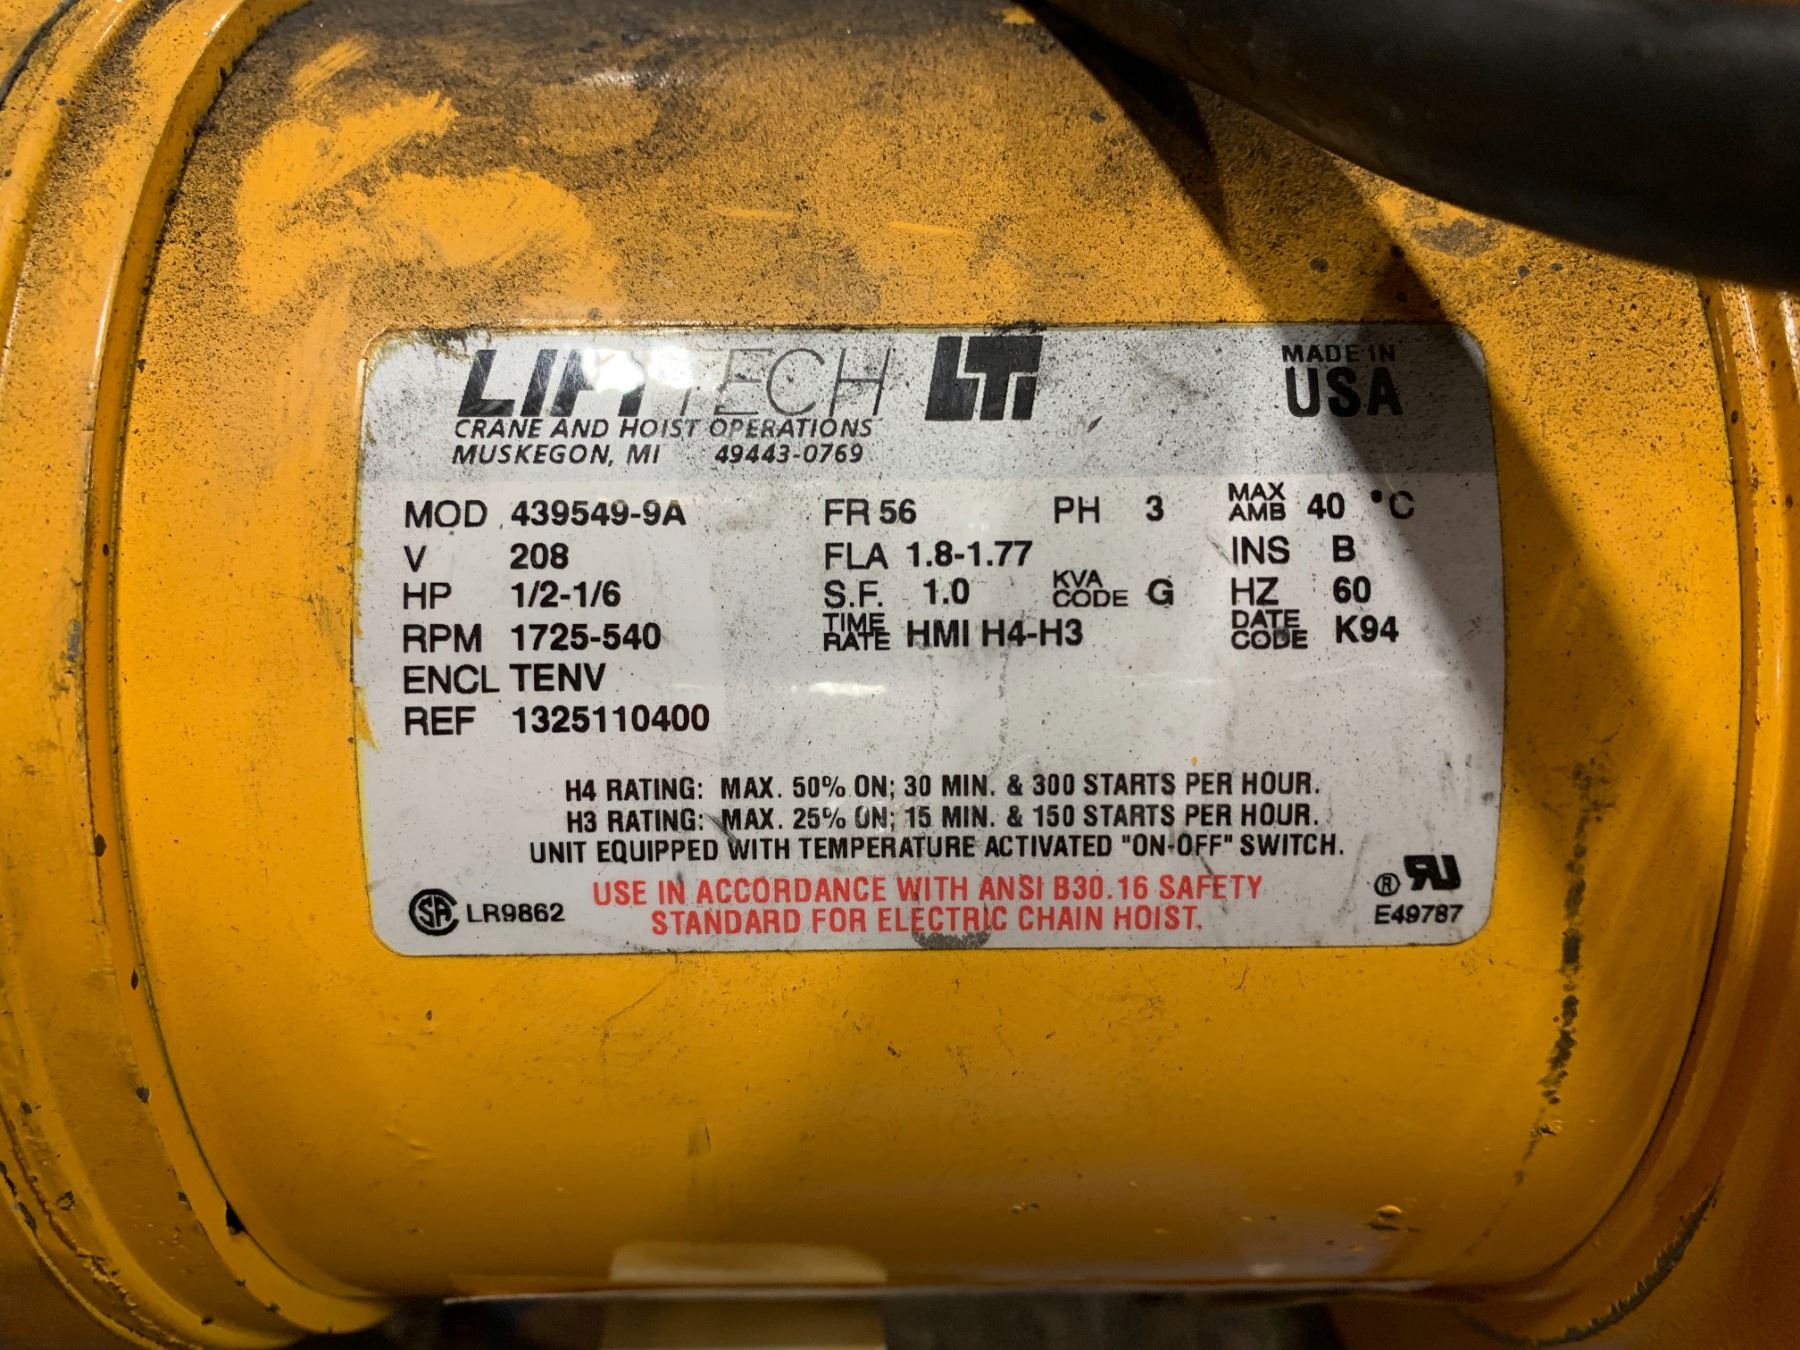 LIFTTECH LTI
CRANE AND HOIST OPERATIONS
MUSKEGON, MI 49443-0769
MADE IN
USA
MOD 439549-9A FR 56 PH 3 MAX AMB 40 °C
V 208 FLA 1.8-1.77 INS B
HP 1/2-1/6 S.F. 1.0 KVA CODE G HZ 60
RPM 1725-540 TIME RATE HMI H4-H3 DATE CODE K94
ENCL TENV
REF 1325110400
H4 RATING: MAX. 50% ON; 30 MIN. & 300 STARTS PER HOUR.
H3 RATING: MAX. 25% ON; 15 MIN. & 150 STARTS PER HOUR.
UNIT EQUIPPED WITH TEMPERATURE ACTIVATED "ON-OFF" SWITCH.
USE IN ACCORDANCE WITH ANSI B30.16 SAFETY
STANDARD FOR ELECTRIC CHAIN HOIST.
SA LR9862
® RU
E49787